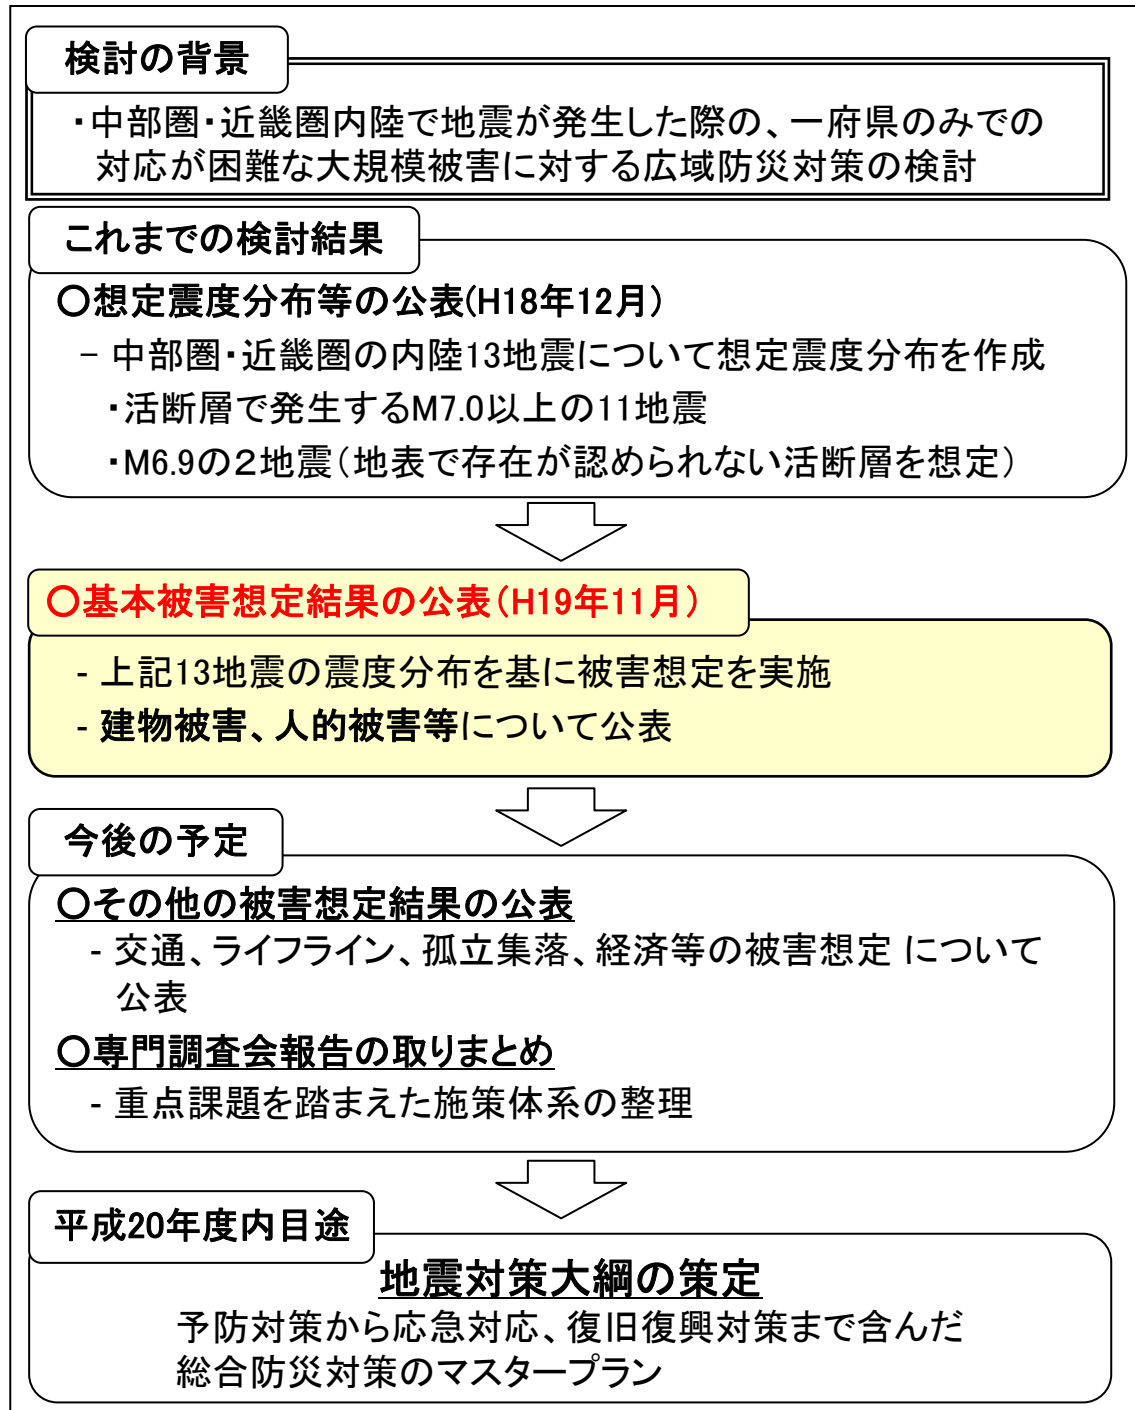 検討の背景
・中部圏・近畿圏内陸で地震が発生した際の、一府県のみでの
対応が困難な大規模被害に対する広域防災対策の検討
これまでの検討結果
○想定震度分布等の公表(H18年12月)
－ 中部圏・近畿圏の内陸13地震について想定震度分布を作成
・活断層で発生するM7.0以上の11地震
・M6.9の２地震（地表で存在が認められない活断層を想定）
○基本被害想定結果の公表（H19年11月）
- 上記13地震の震度分布を基に被害想定を実施
- 建物被害、人的被害等について公表
今後の予定
○その他の被害想定結果の公表
- 交通、ライフライン、孤立集落、経済等の被害想定 について
公表
○専門調査会報告の取りまとめ
- 重点課題を踏まえた施策体系の整理
平成20年度内目途
地震対策大綱の策定
予防対策から応急対応、復旧復興対策まで含んだ
総合防災対策のマスタープラン